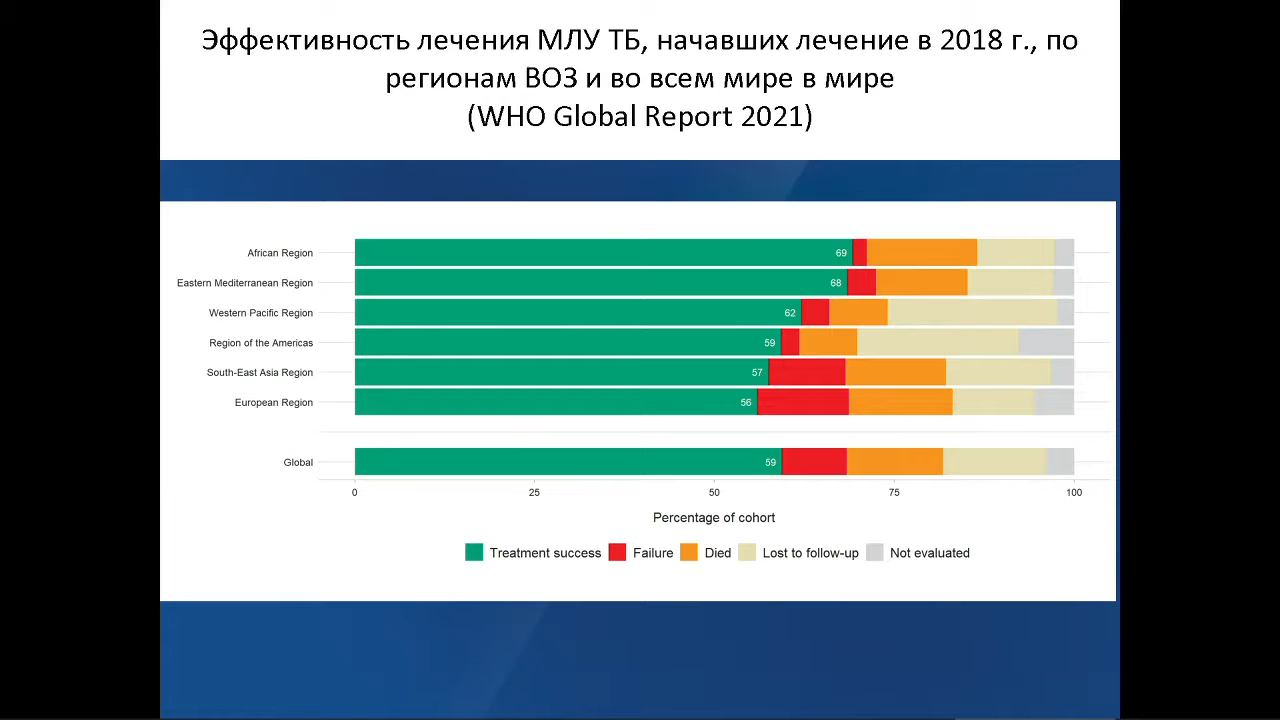 Эффективность лечения МЛУ ТБ, начавших лечение в 2018 г., по
регионам ВОЗ и во всем мире в мире
(WHO Global Report 2021)
African Region 69
Eastern Mediterranean Region 68
Western Pacific Region 62
Region of the Americas 59
South-East Asia Region 57
European Region 56
Global 59
0 25 50 75 100
Percentage of cohort
Treatment success Failure Died Lost to follow-up Not evaluated